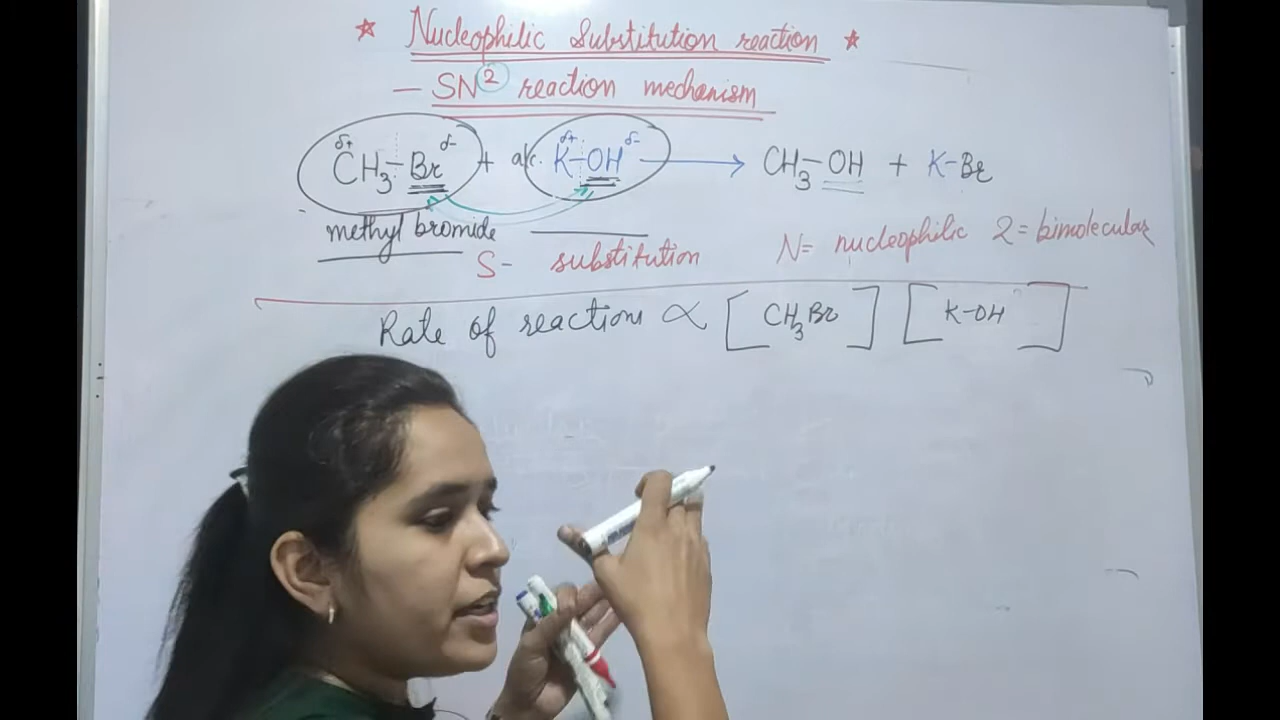 ★ Nucleophilic Substitution reaction ★
— SN² reaction mechanism
δ+ δ- δ+ δ-
CH₃-Br + alc. K-OH → CH₃-OH + K-Br
methyl bromide
S- substitution N= nucleophilic 2= bimolecular
Rate of reactions ∝ [CH₃Br] [K-OH]